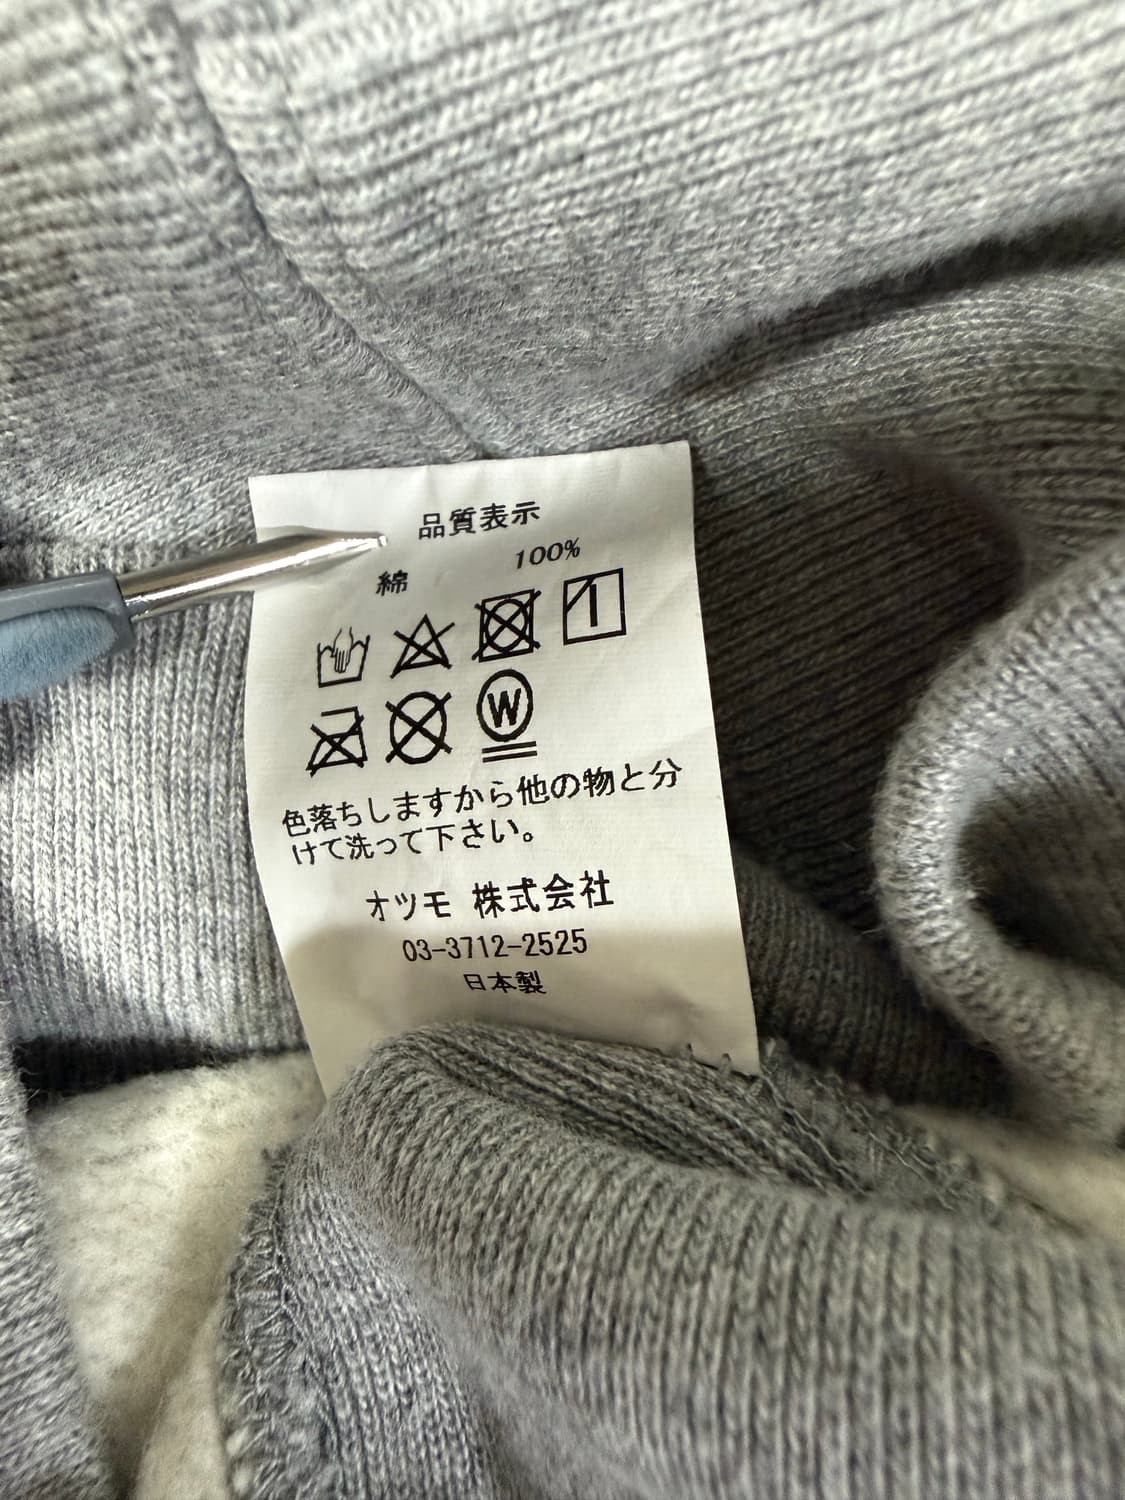 品質表示
綿 100%
W
色落ちしますから他の物と分
けて洗って下さい。
オツモ 株式会社
03-3712-2525
日本製